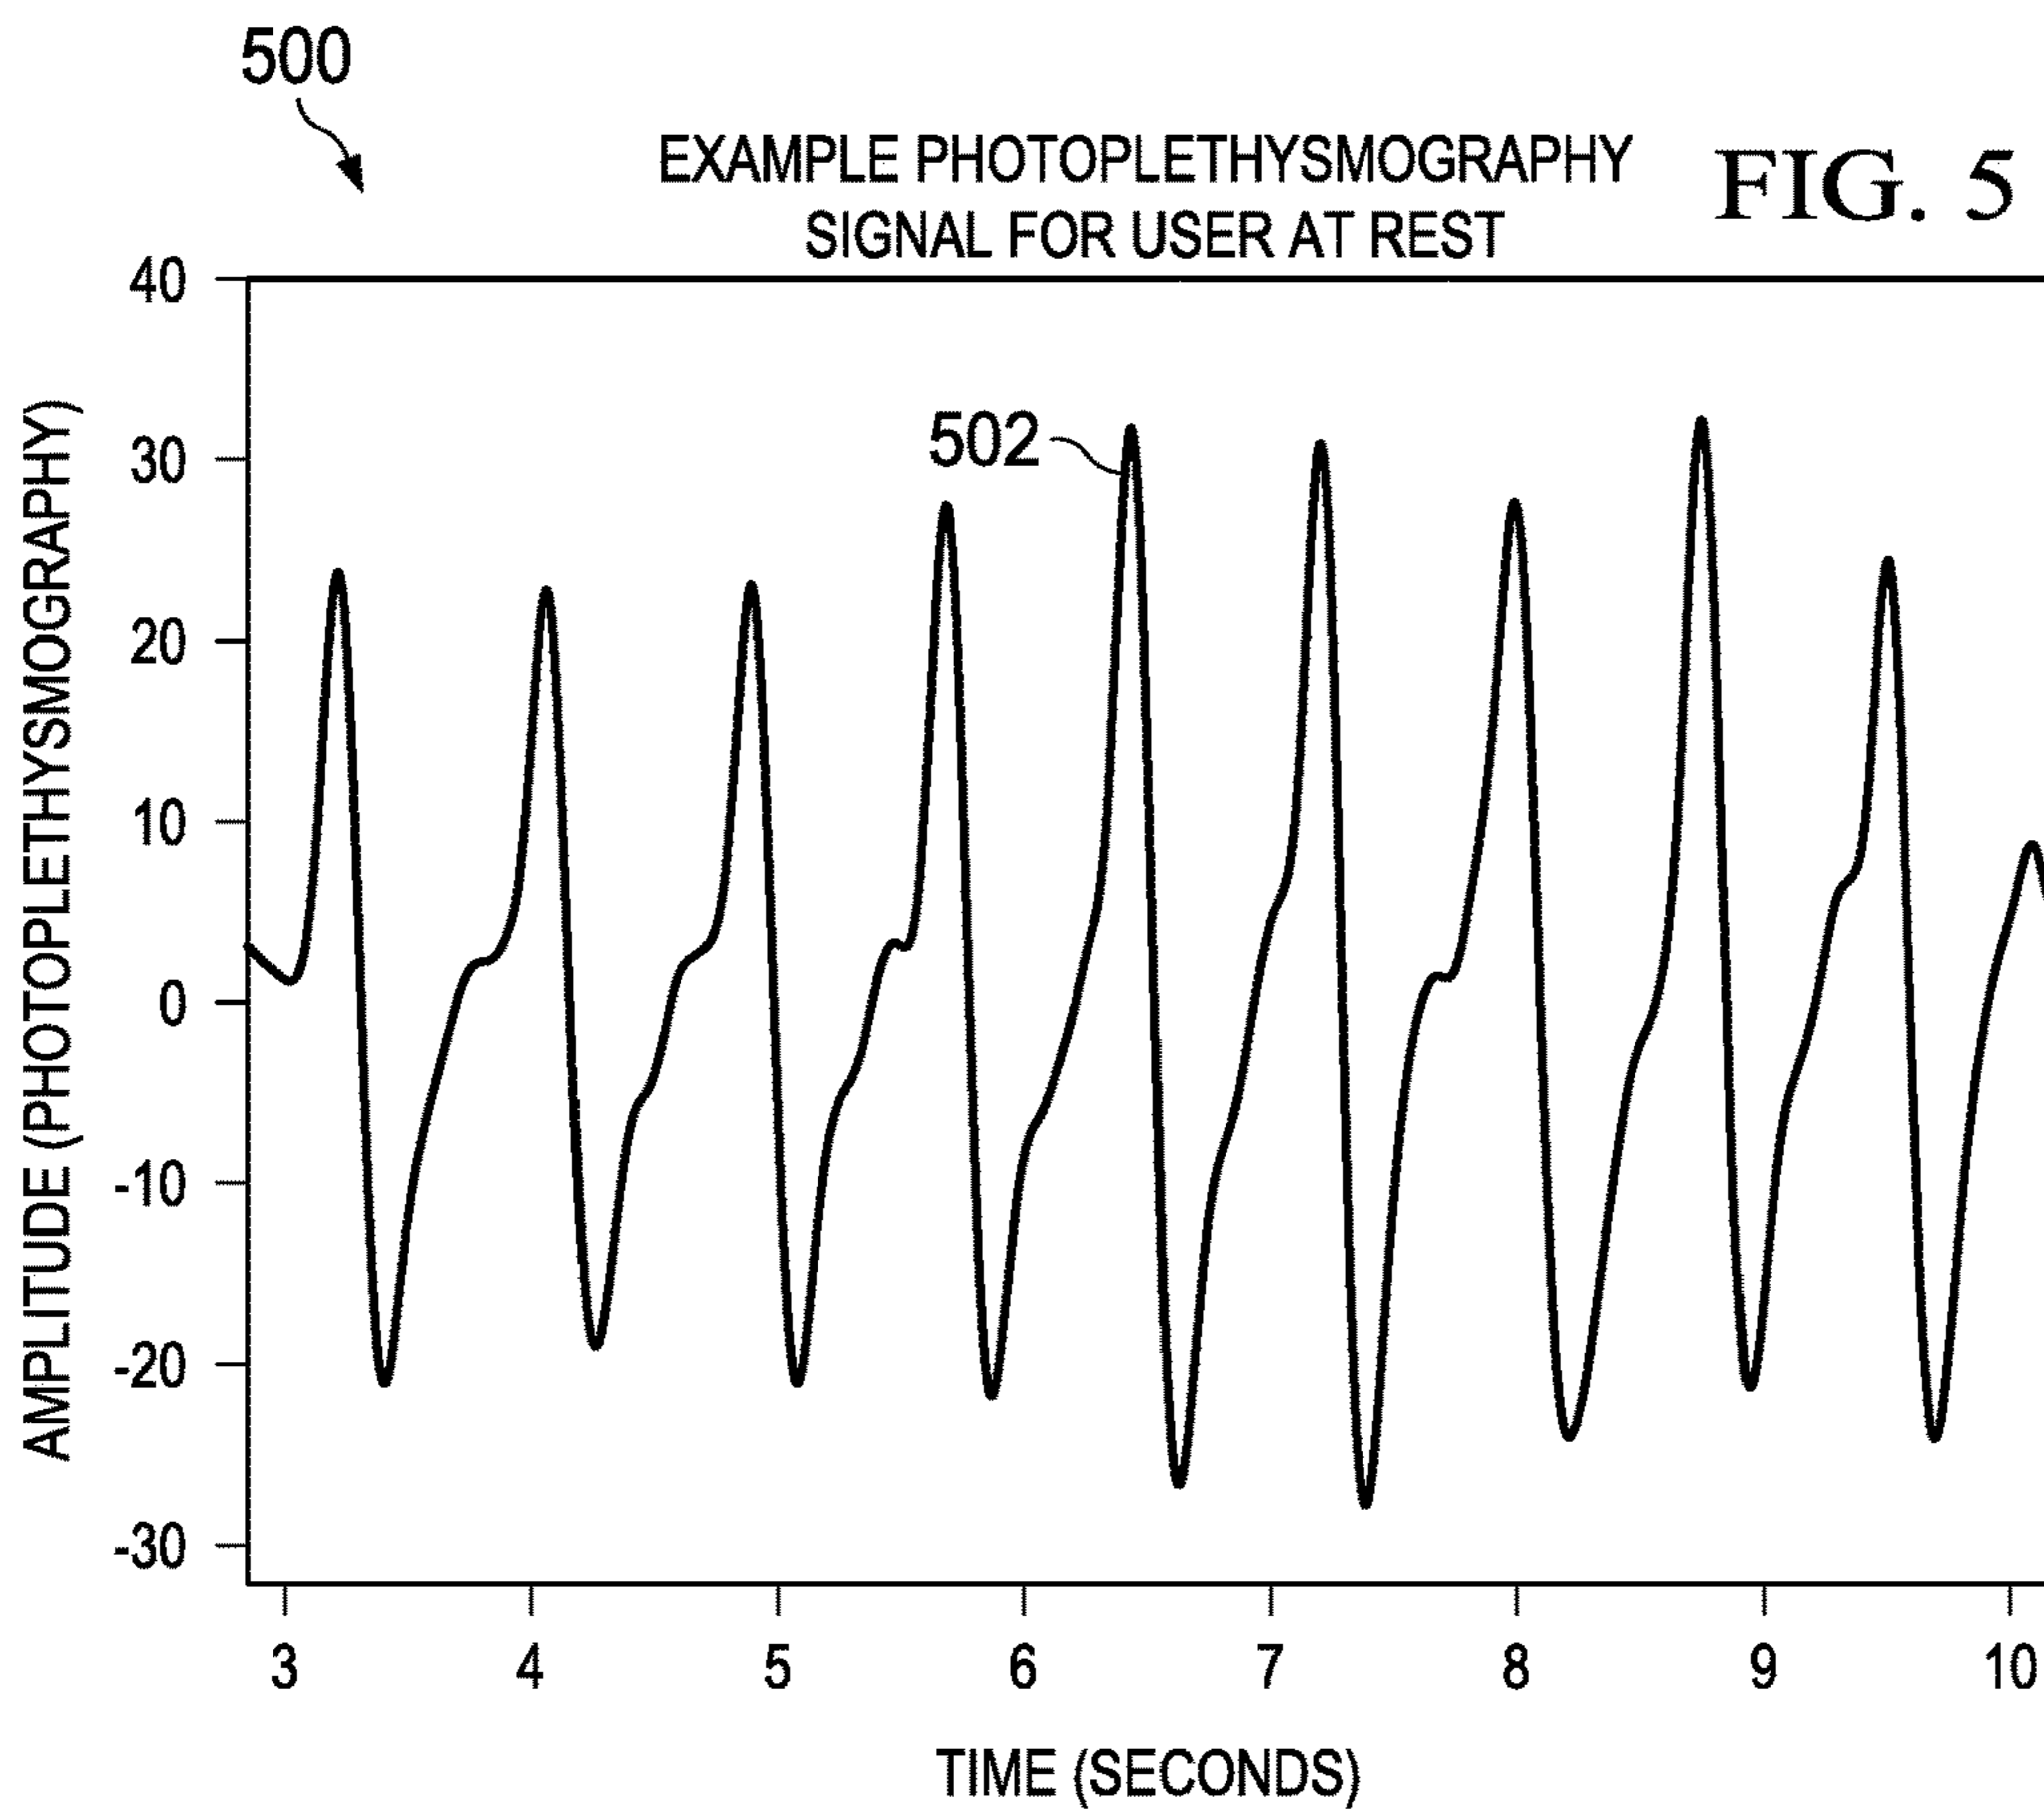 500
EXAMPLE PHOTOPLETHYSMOGRAPHY
SIGNAL FOR USER AT REST
FIG. 5
AMPLITUDE (PHOTOPLETHYSMOGRAPHY)
40
30
20
10
0
-10
-20
-30
502
3 4 5 6 7 8 9 10
TIME (SECONDS)